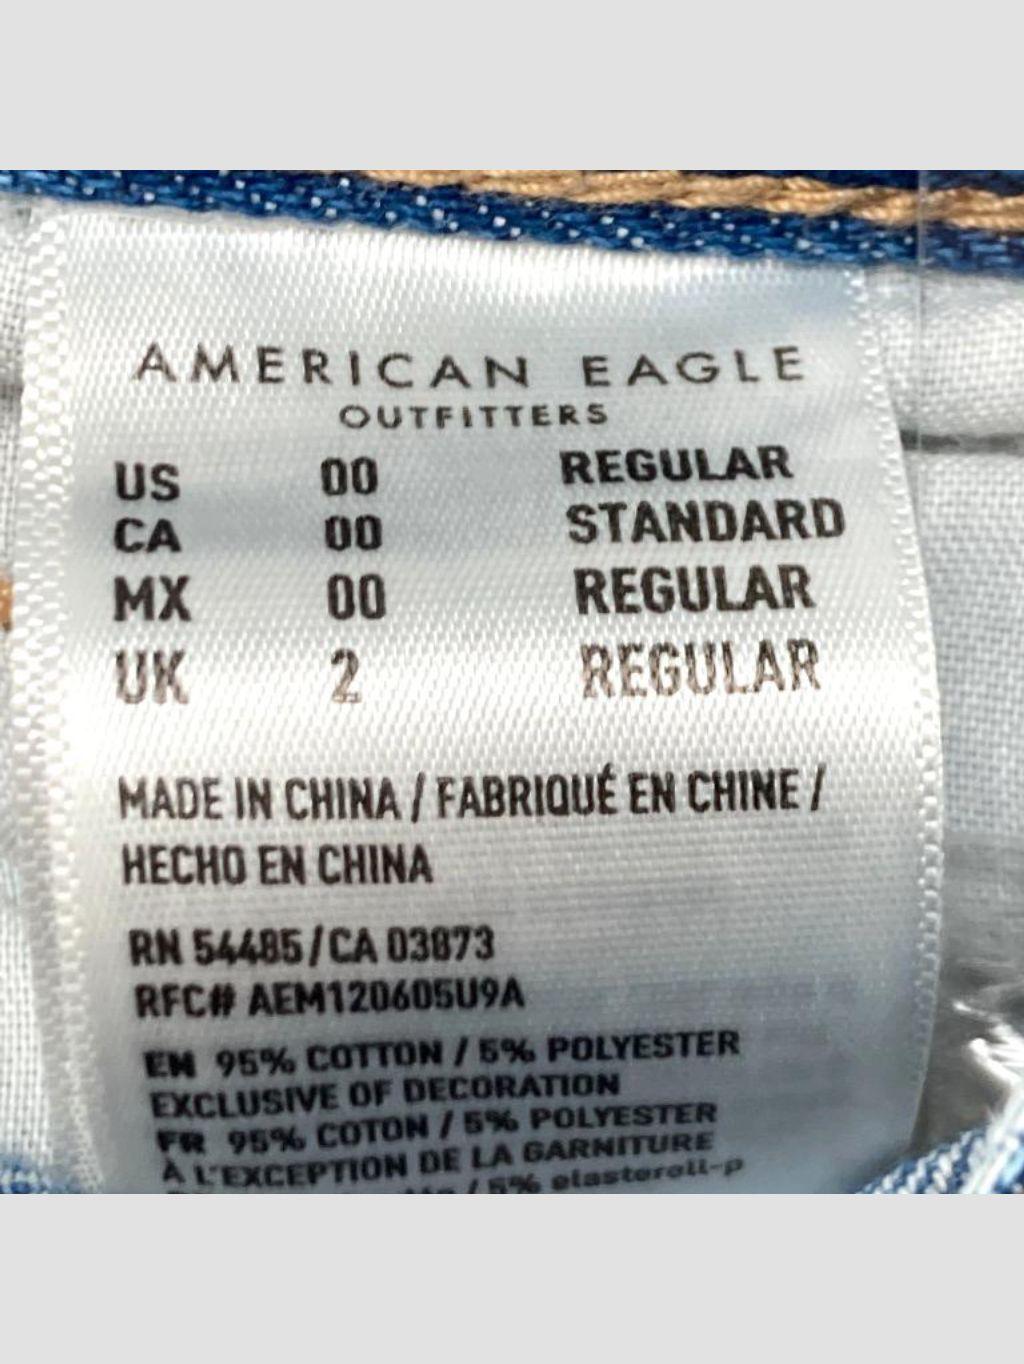 AMERICAN EAGLE
OUTFITTERS
US 00 REGULAR
CA 00 STANDARD
MX 00 REGULAR
UK 2 REGULAR
MADE IN CHINA / FABRIQUÉ EN CHINE /
HECHO EN CHINA
RN 54485/CA 03873
RFC# AEM120605U9A
EN 95% COTTON / 5% POLYESTER
EXCLUSIVE OF DECORATION
FR 95% COTON / 5% POLYESTER
À L'EXCEPTION DE LA GARNITURE
/ 5% elasterell-p